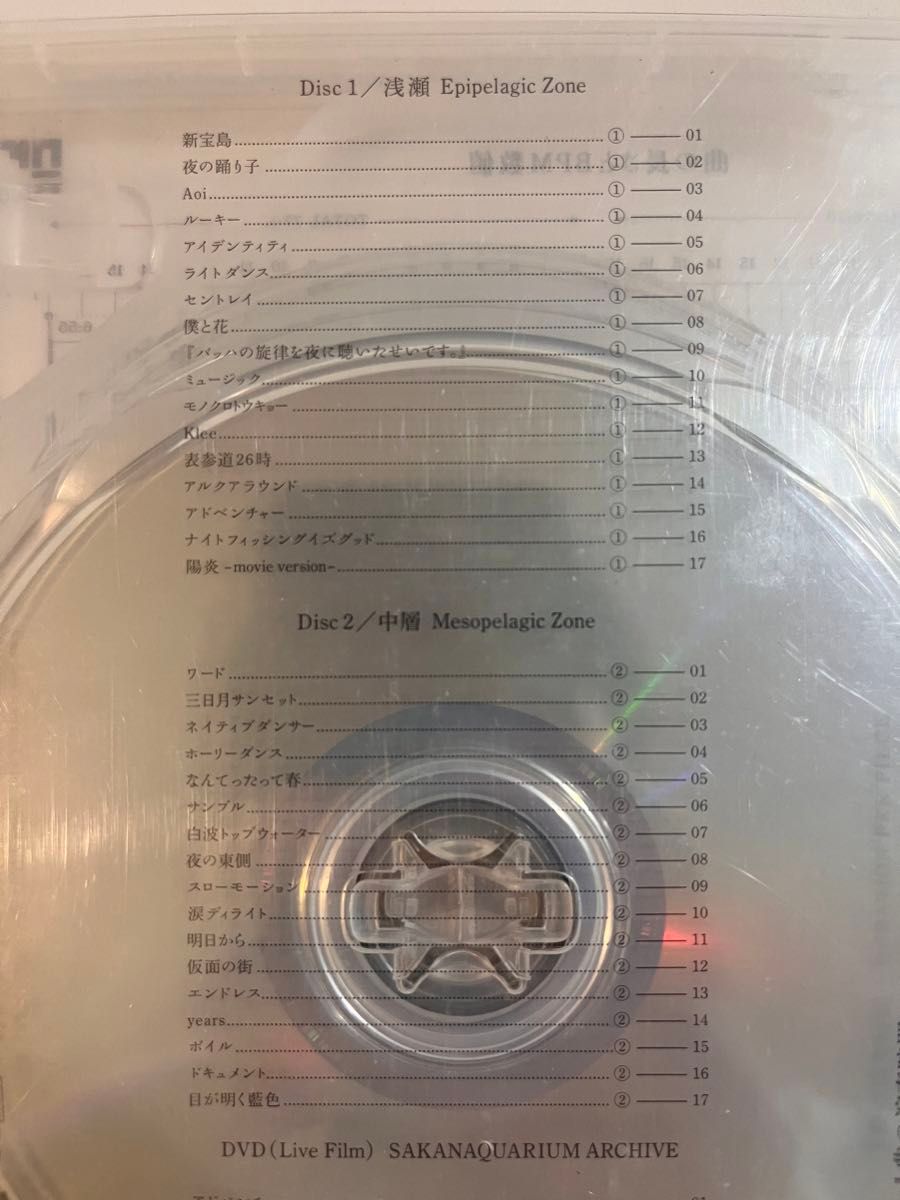 Disc 1／浅瀬 Epipelagic Zone
新宝島 ① 01
夜の踊り子 ① 02
Aoi ① 03
ルーキー ① 04
アイデンティティ ① 05
ライトダンス ① 06
セントレイ ① 07
僕と花 ① 08
『バッハの旋律を夜に聴いたせいです。』 ① 09
ミュージック ① 10
モノクロトウキョー ① 11
Klee ① 12
表参道26時 ① 13
アルクアラウンド ① 14
アドベンチャー ① 15
ナイトフィッシングイズグッド ① 16
陽炎 -movie version- ① 17
Disc 2／中層 Mesopelagic Zone
ワード ② 01
三日月サンセット ② 02
ネイティブダンサー ② 03
ホーリーダンス ② 04
なんてったって春 ② 05
サンプル ② 06
白波トップウォーター ② 07
夜の東側 ② 08
スローモーション ② 09
涙ディライト ② 10
明日から ② 11
仮面の街 ② 12
エンドレス ② 13
years ② 14
ボイル ② 15
ドキュメント ② 16
目が明く藍色 ② 17
DVD（Live Film） SAKANAQUARIUM ARCHIVE